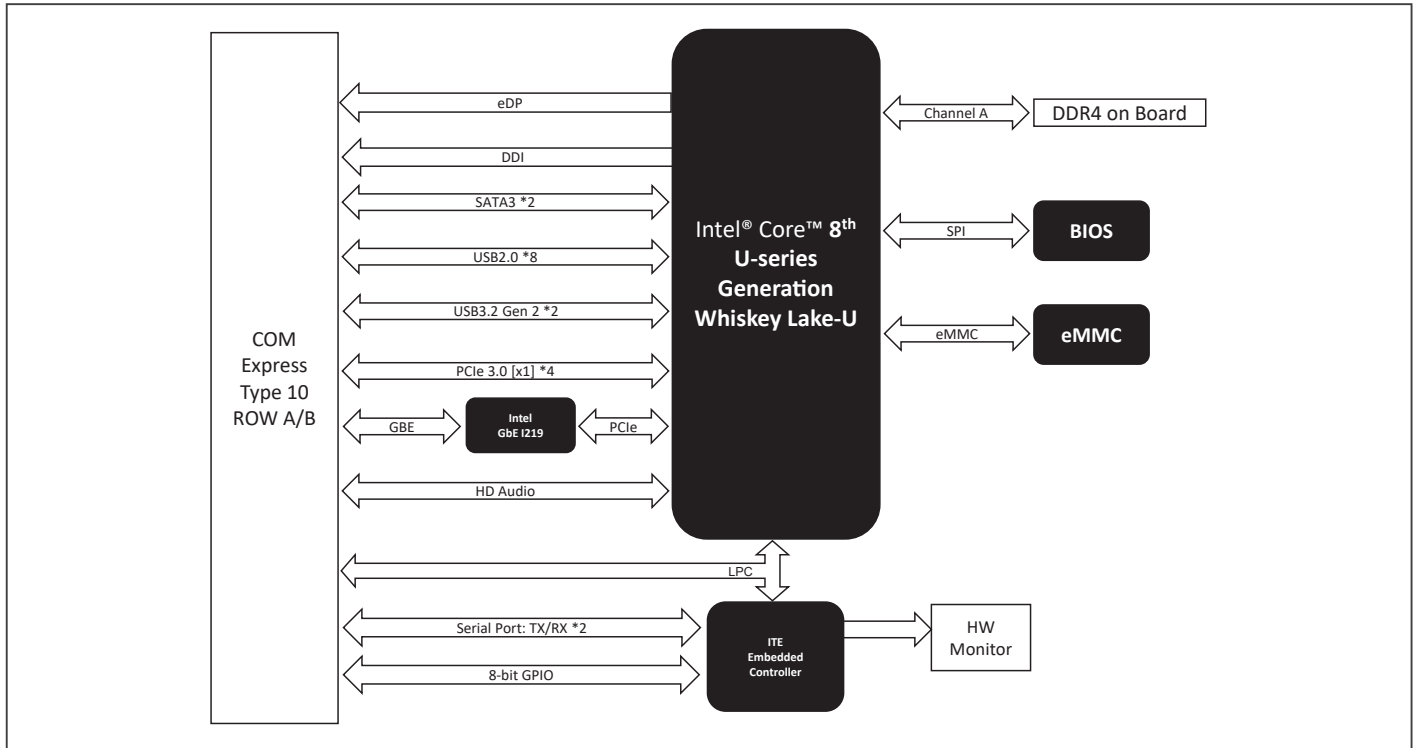 COM
Express
Type 10
ROW A/B
eDP
DDI
SATA3 *2
USB2.0 *8
USB3.2 Gen 2 *2
PCIe 3.0 [x1] *4
GBE
Intel
GbE I219
PCIe
HD Audio
LPC
Serial Port: TX/RX *2
8-bit GPIO
Intel® Core™ 8th
U-series
Generation
Whiskey Lake-U
ITE
Embedded
Controller
Channel A
DDR4 on Board
SPI
BIOS
eMMC
eMMC
HW
Monitor